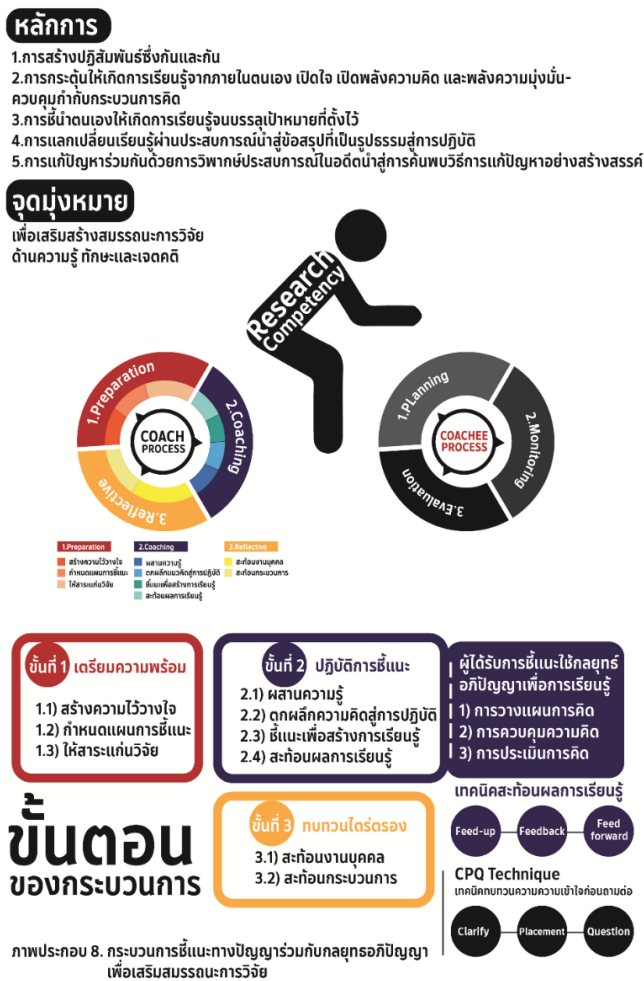 หลักการ
1.การสร้างปฏิสัมพันธ์ซึ่งกันและกัน
2.การกระตุ้นให้เกิดการเรียนรู้จากภายในตนเอง เปิดใจ เปิดพลังความคิด และพลังความมุ่งมั่น-
ควบคุมกำกับกระบวนการคิด
3.การชี้นำตนเองให้เกิดการเรียนรู้จนบรรลุเป้าหมายที่ตั้งไว้
4.การแลกเปลี่ยนเรียนรู้ผ่านประสบการณ์นำสู่ข้อสรุปที่เป็นรูปธรรมสู่การปฏิบัติ
5.การแก้ปัญหาร่วมกันด้วยการวิพากษ์ประสบการณ์ในอดีตนำสู่การค้นพบวิธีการแก้ปัญหาอย่างสร้างสรรค์
จุดมุ่งหมาย
เพื่อเสริมสร้างสมรรถนะการวิจัย
ด้านความรู้ ทักษะและเจตคติ
Research
Competency
1.Preparation
2.Coaching
3.Reflective
COACH
PROCESS
1.PLanning
2.Monitoring
3.Evaluation
COACHEE
PROCESS
1.Preparation
สร้างความไว้วางใจ
กำหนดแผนการชี้แนะ
ให้สาระแก่นวิจัย
2.Coaching
ผสานความรู้
ตกผลึกแนวคิดสู่การปฏิบัติ
ชี้แนะเพื่อสร้างการเรียนรู้
สะท้อนผลการเรียนรู้
3.Reflective
สะท้อนงานบุคคล
สะท้อนกระบวนการ
ขั้นที่ 1 เตรียมความพร้อม
1.1) สร้างความไว้วางใจ
1.2) กำหนดแผนการชี้แนะ
1.3) ให้สาระแก่นวิจัย
ขั้นที่ 2 ปฏิบัติการชี้แนะ
2.1) ผสานความรู้
2.2) ตกผลึกความคิดสู่การปฏิบัติ
2.3) ชี้แนะเพื่อสร้างการเรียนรู้
2.4) สะท้อนผลการเรียนรู้
ผู้ได้รับการชี้แนะใช้กลยุทธ์
อภิปัญญาเพื่อการเรียนรู้
1) การวางแผนการคิด
2) การควบคุมความคิด
3) การประเมินการคิด
ขั้นตอน
ของกระบวนการ
ขั้นที่ 3 ทบทวนไตร่ตรอง
3.1) สะท้อนงานบุคคล
3.2) สะท้อนกระบวนการ
เทคนิคสะท้อนผลการเรียนรู้
Feed-up
Feedback
Feed
forward
CPQ Technique
เทคนิคทบทวนความความเข้าใจก่อนถามต่อ
Clarify
Placement
Question
ภาพประกอบ 8. กระบวนการชี้แนะทางปัญญาร่วมกับกลยุทธอภิปัญญา
เพื่อเสริมสมรรถนะการวิจัย